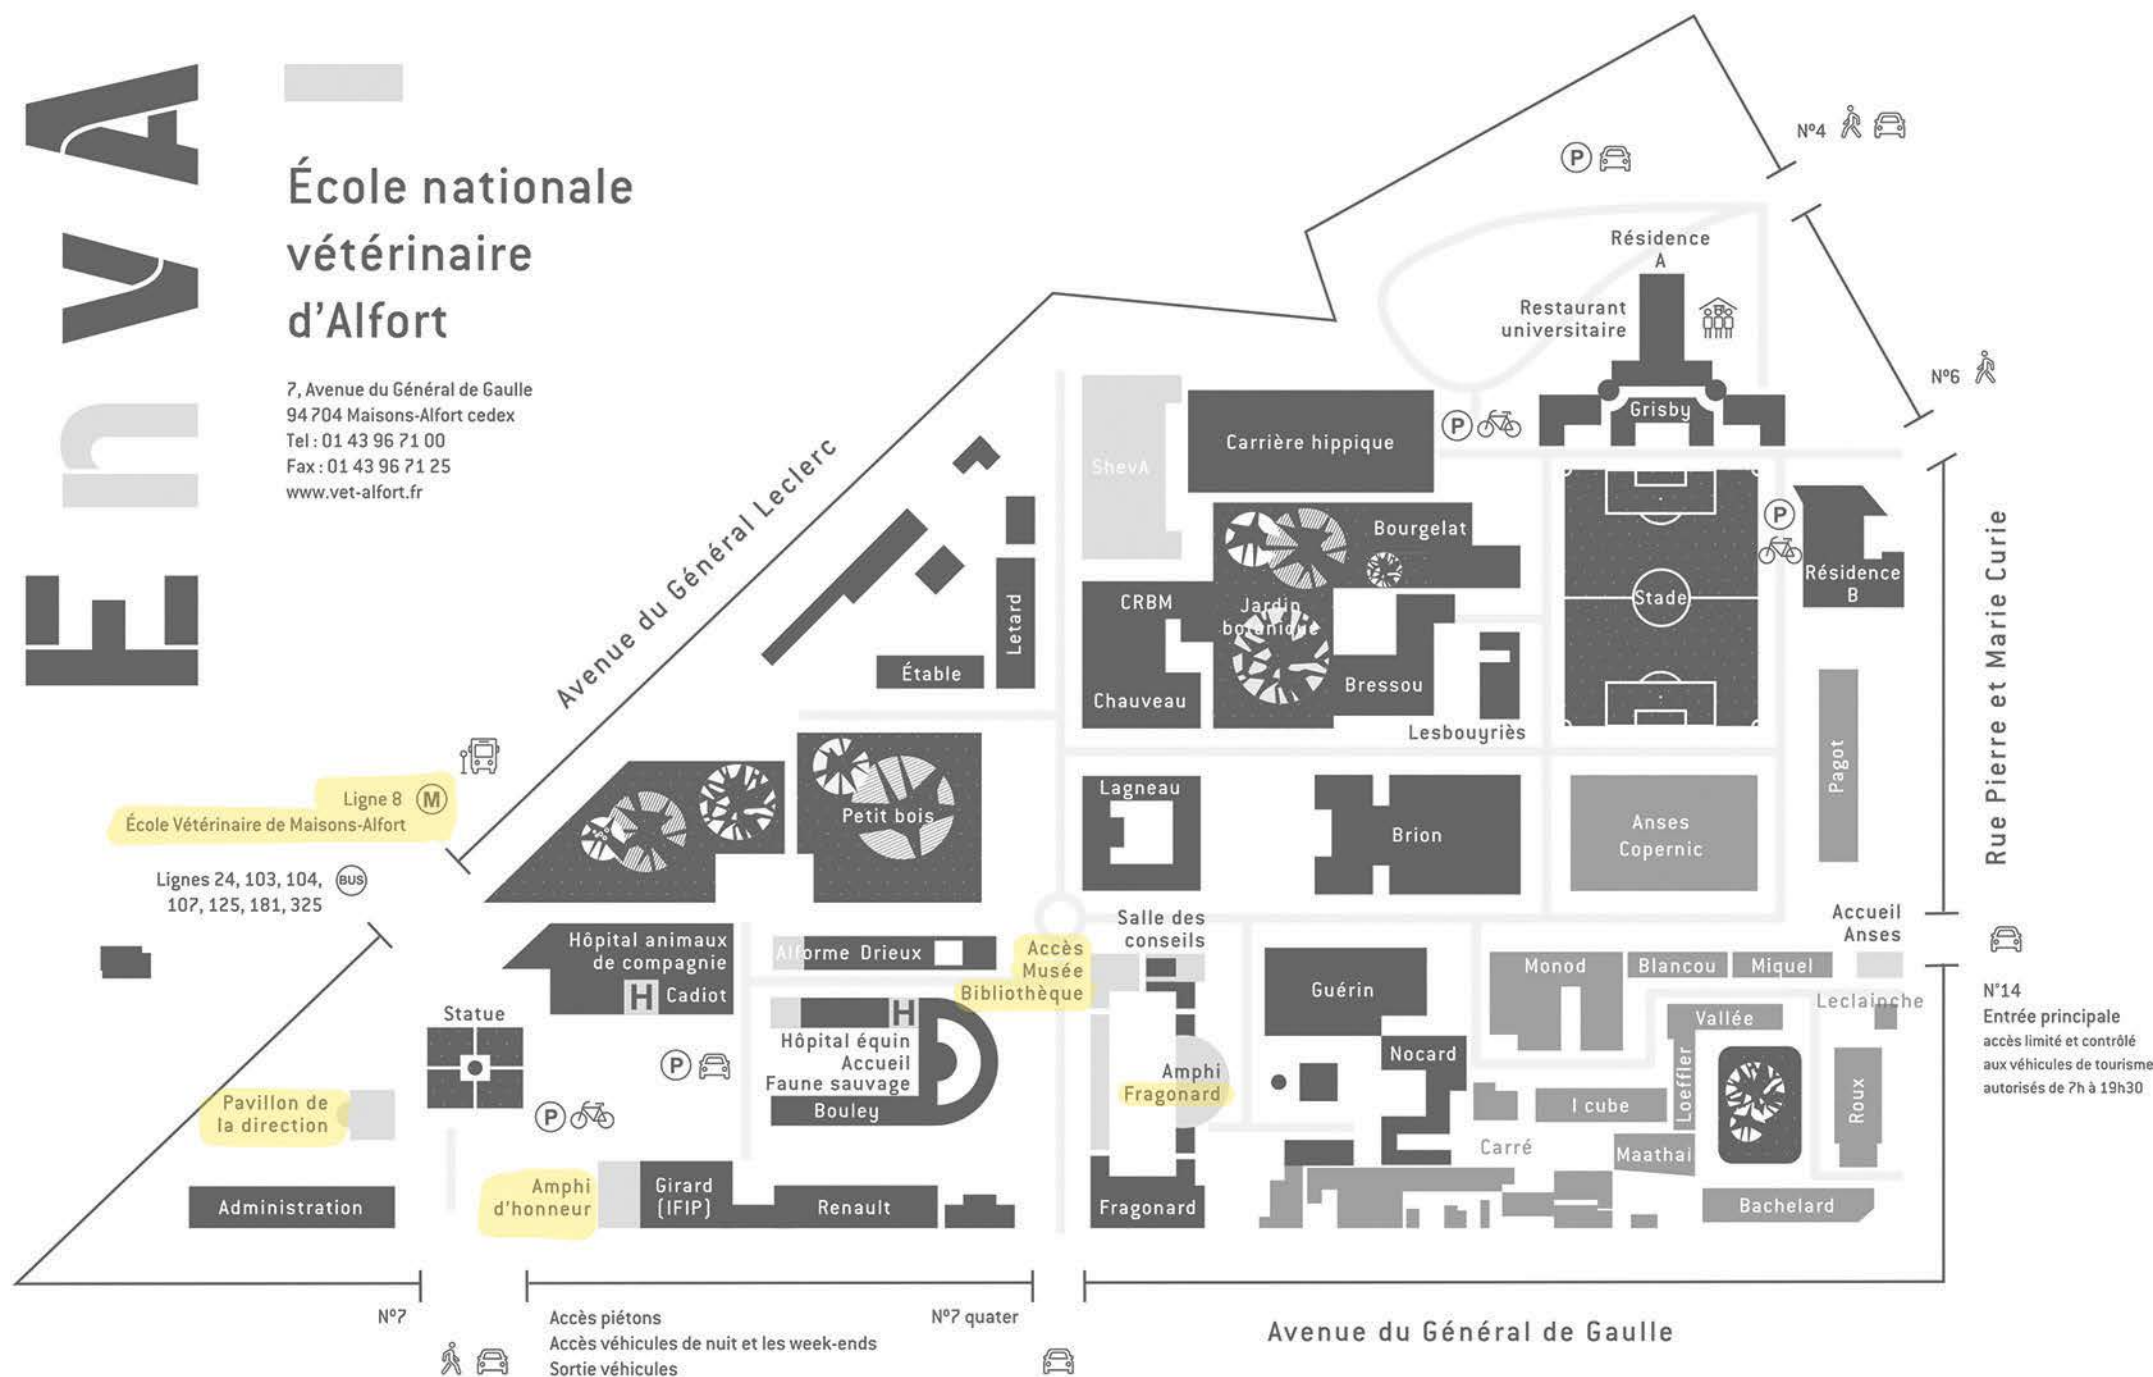 EnVA
École nationale
vétérinaire
d'Alfort
7, Avenue du Général de Gaulle
94 704 Maisons-Alfort cedex
Tel : 01 43 96 71 00
Fax : 01 43 96 71 25
www.vet-alfort.fr
Nº4
P
Résidence
A
Restaurant
universitaire
Nº6
Grisby
P
Carrière hippique
ShevA
Avenue du Général Leclerc
Bourgelat
P
Résidence
B
Stade
CRBM
Jardin
botanique
Letard
Étable
Chauveau
Bressou
Lesbouyriès
Rue Pierre et Marie Curie
Pagot
Ligne 8 M
École Vétérinaire de Maisons-Alfort
Lignes 24, 103, 104, BUS
107, 125, 181, 325
Petit bois
Lagneau
Brion
Anses
Copernic
Salle des
conseils
Accueil
Anses
Hôpital animaux
de compagnie
H Cadiot
Alforme Drieux
Accès
Musée
Bibliothèque
Guérin
Monod
Blancou
Miquel
Leclainche
N°14
Entrée principale
accès limité et contrôlé
aux véhicules de tourisme
autorisés de 7h à 19h30
Statue
H
Hôpital équin
Accueil
Faune sauvage
Bouley
P
P
Vallée
Nocard
Amphi
Fragonard
Loeffler
I cube
Roux
Pavillon de
la direction
Carré
Maathai
Amphi
d'honneur
Girard
(IFIP)
Renault
Administration
Fragonard
Bachelard
Nº7
Accès piétons
Accès véhicules de nuit et les week-ends
Sortie véhicules
Nº7 quater
Avenue du Général de Gaulle